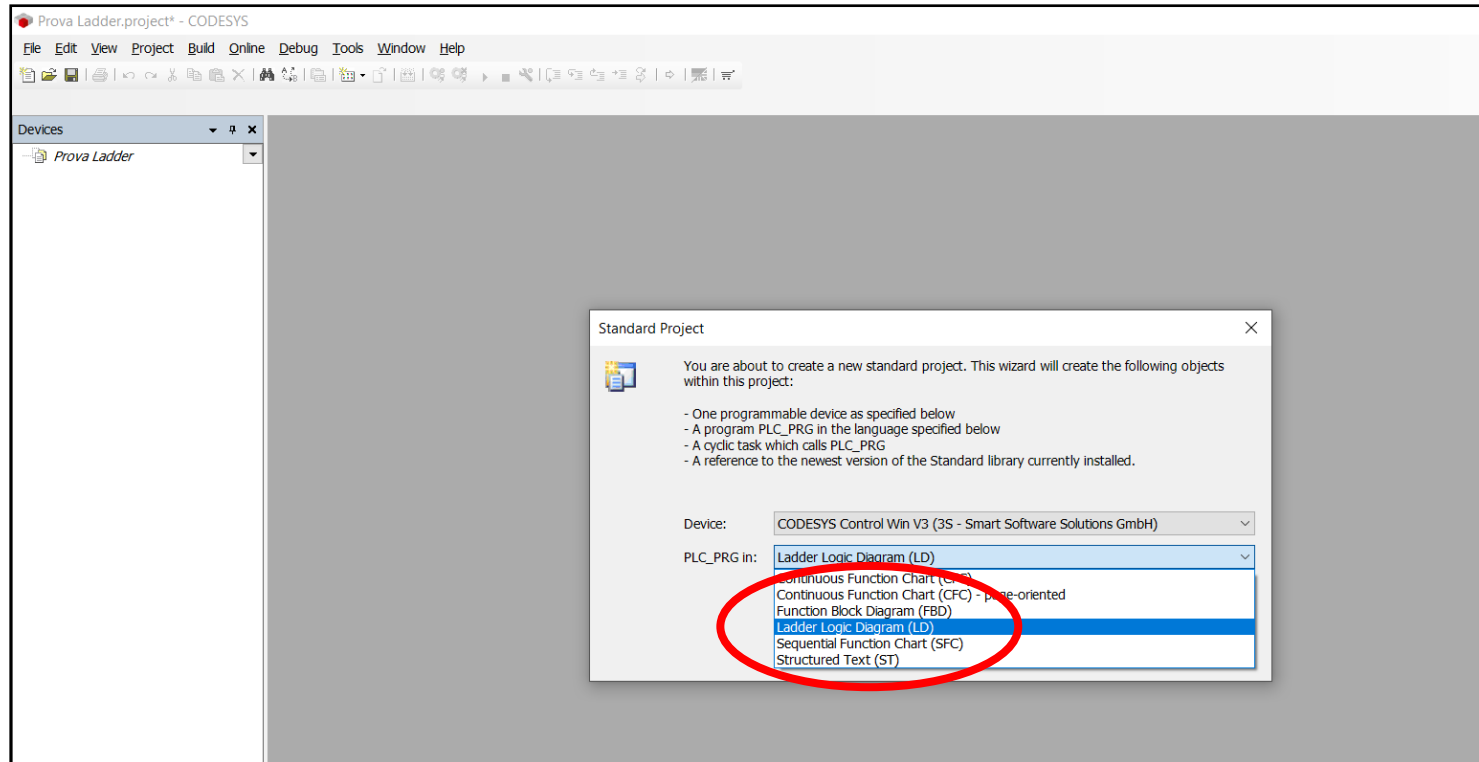 Prova Ladder.project* - CODESYS
File Edit View Project Build Online Debug Tools Window Help
Devices
Prova Ladder
Standard Project
You are about to create a new standard project. This wizard will create the following objects
within this project:
- One programmable device as specified below
- A program PLC_PRG in the language specified below
- A cyclic task which calls PLC_PRG
- A reference to the newest version of the Standard library currently installed.
Device: CODESYS Control Win V3 (3S - Smart Software Solutions GmbH)
PLC_PRG in: Ladder Logic Diagram (LD)
Continuous Function Chart (CFC)
Continuous Function Chart (CFC) - page-oriented
Function Block Diagram (FBD)
Ladder Logic Diagram (LD)
Sequential Function Chart (SFC)
Structured Text (ST)